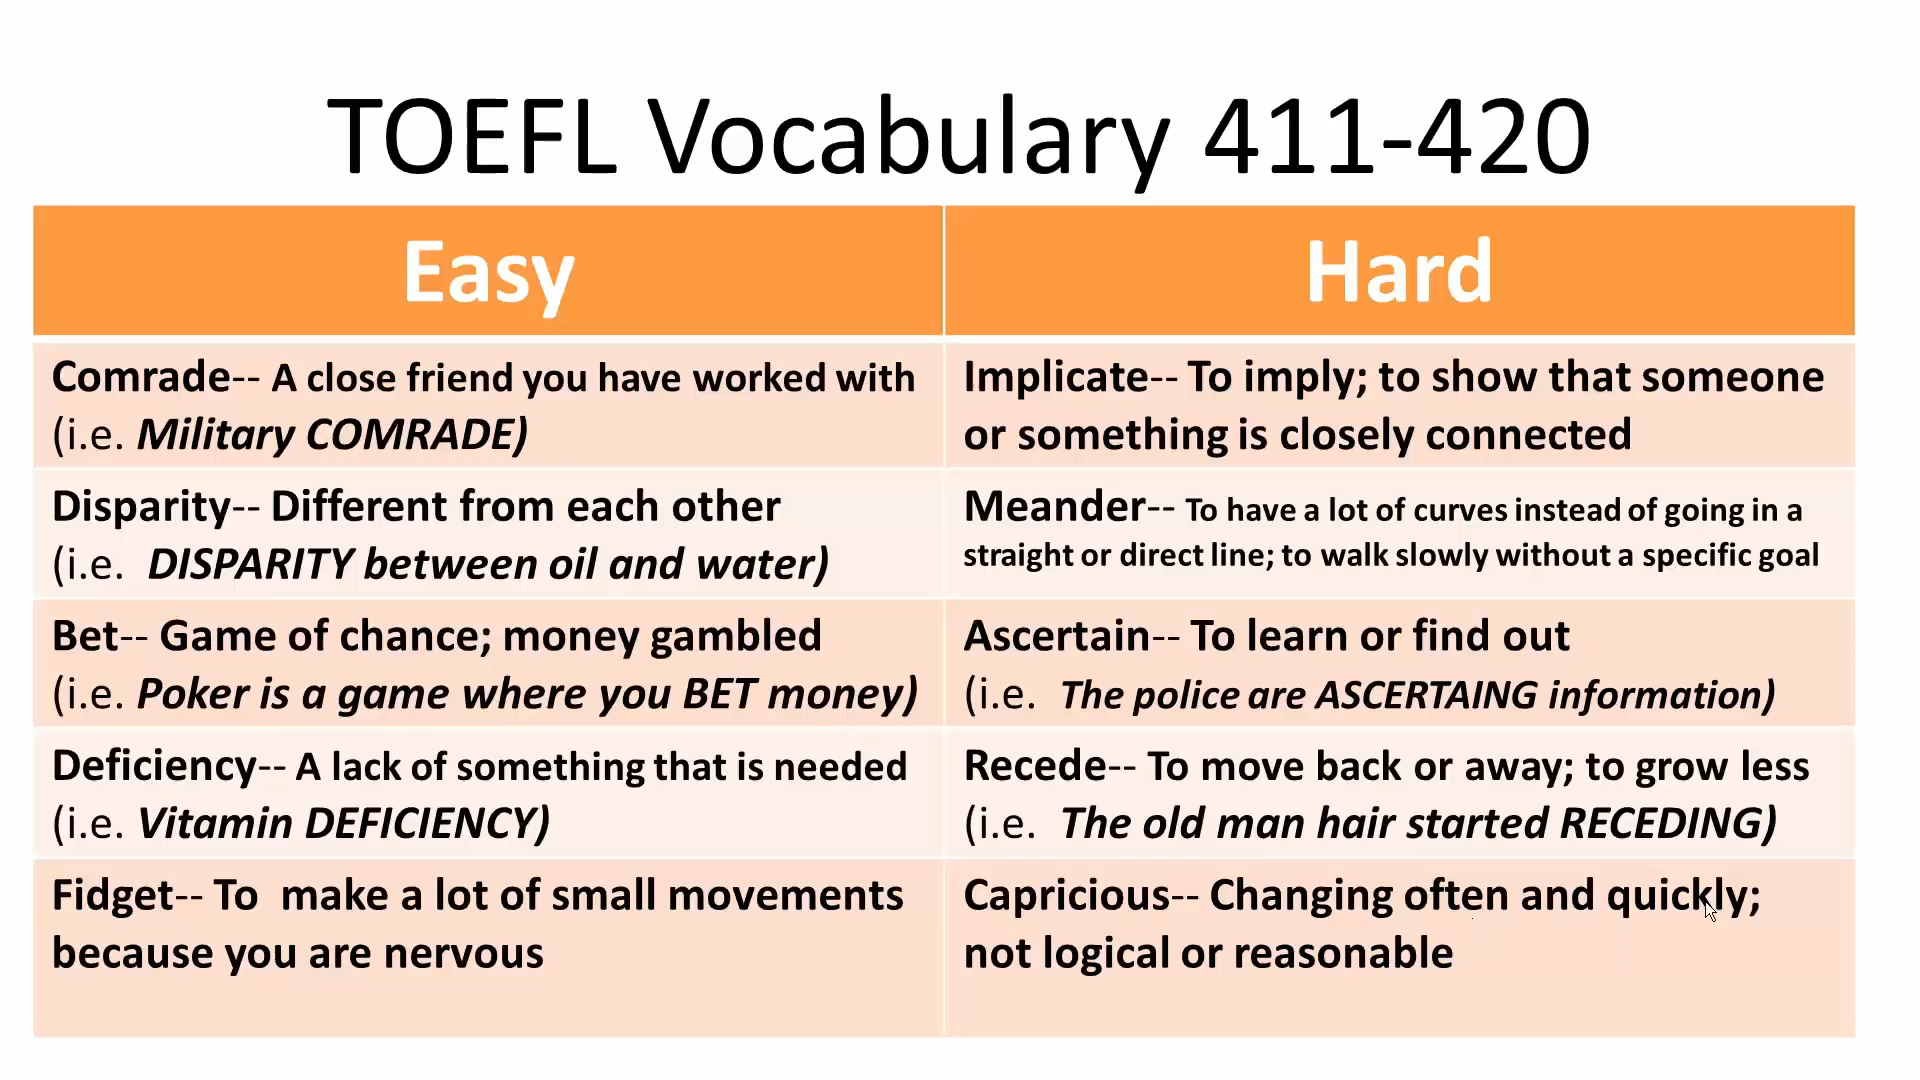 TOEFL Vocabulary 411-420
Easy
Hard
Comrade-- A close friend you have worked with
(i.e. Military COMRADE)
Implicate-- To imply; to show that someone
or something is closely connected
Disparity-- Different from each other
(i.e. DISPARITY between oil and water)
Meander-- To have a lot of curves instead of going in a
straight or direct line; to walk slowly without a specific goal
Bet-- Game of chance; money gambled
(i.e. Poker is a game where you BET money)
Ascertain-- To learn or find out
(i.e. The police are ASCERTAING information)
Deficiency-- A lack of something that is needed
(i.e. Vitamin DEFICIENCY)
Recede-- To move back or away; to grow less
(i.e. The old man hair started RECEDING)
Fidget-- To make a lot of small movements
because you are nervous
Capricious-- Changing often and quickly;
not logical or reasonable